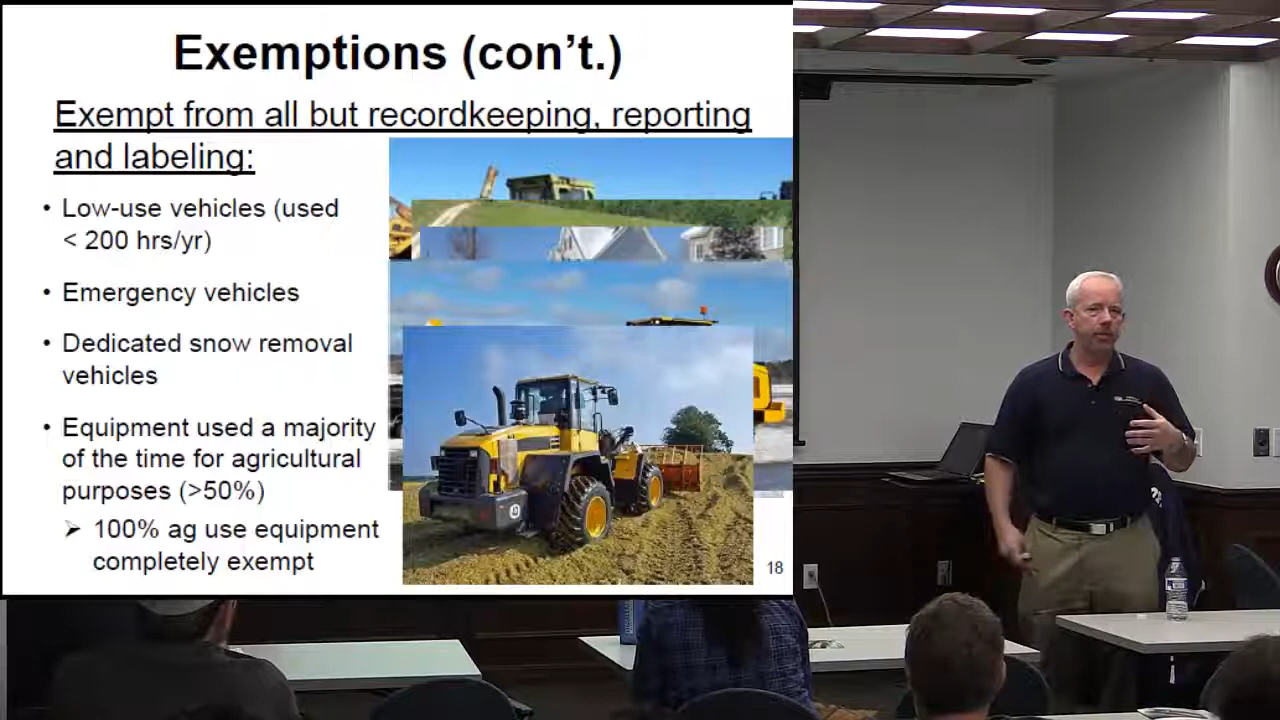 Exemptions (con’t.)
Exempt from all but recordkeeping, reporting
and labeling:
• Low-use vehicles (used
< 200 hrs/yr)
• Emergency vehicles
• Dedicated snow removal
vehicles
• Equipment used a majority
of the time for agricultural
purposes (>50%)
➢ 100% ag use equipment
completely exempt
18